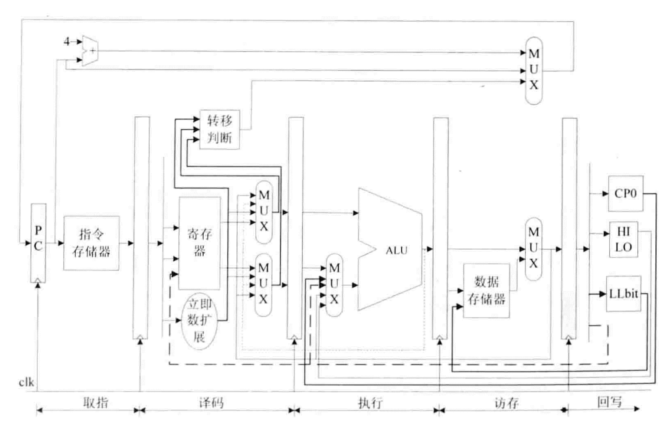 4
+
M
U
X
转移
判断
P
C
指令
存储器
寄存
器
立即
数扩
展
M
U
X
M
U
X
M
U
X
ALU
数据
存储器
M
U
X
CP0
HI
LO
LLbit
clk
取指
译码
执行
访存
回写